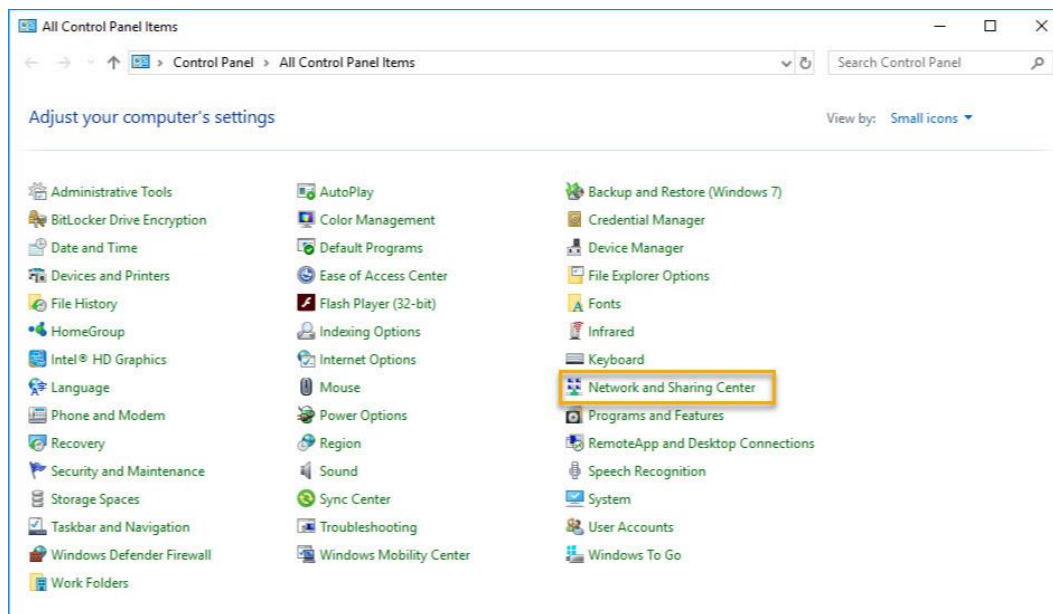 All Control Panel Items
Control Panel > All Control Panel Items
Search Control Panel
Adjust your computer's settings
View by: Small icons
Administrative Tools
AutoPlay
Backup and Restore (Windows 7)
BitLocker Drive Encryption
Color Management
Credential Manager
Date and Time
Default Programs
Device Manager
Devices and Printers
Ease of Access Center
File Explorer Options
File History
Flash Player (32-bit)
Fonts
HomeGroup
Indexing Options
Infrared
Intel® HD Graphics
Internet Options
Keyboard
Language
Mouse
Network and Sharing Center
Phone and Modem
Power Options
Programs and Features
Recovery
Region
RemoteApp and Desktop Connections
Security and Maintenance
Sound
Speech Recognition
Storage Spaces
Sync Center
System
Taskbar and Navigation
Troubleshooting
User Accounts
Windows Defender Firewall
Windows Mobility Center
Windows To Go
Work Folders